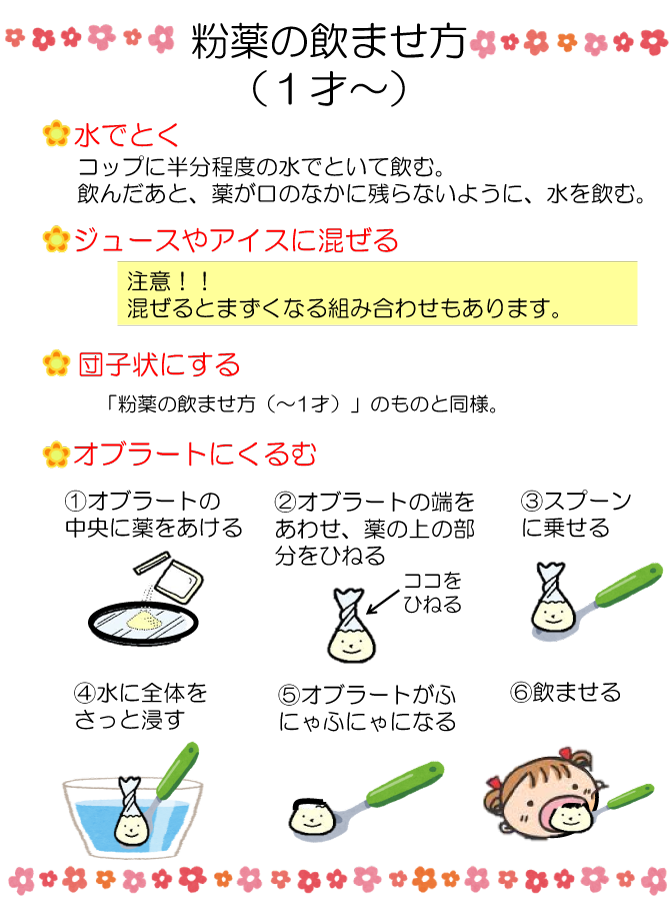 粉薬の飲ませ方
（１才～）
水でとく
コップに半分程度の水でといて飲む。
飲んだあと、薬が口のなかに残らないように、水を飲む。
ジュースやアイスに混ぜる
注意！！
混ぜるとまずくなる組み合わせもあります。
団子状にする
「粉薬の飲ませ方（～1才）」のものと同様。
オブラートにくるむ
①オブラートの
中央に薬をあける
②オブラートの端を
あわせ、薬の上の部
分をひねる
ココを
ひねる
③スプーン
に乗せる
④水に全体を
さっと浸す
⑤オブラートがふ
にゃふにゃになる
⑥飲ませる